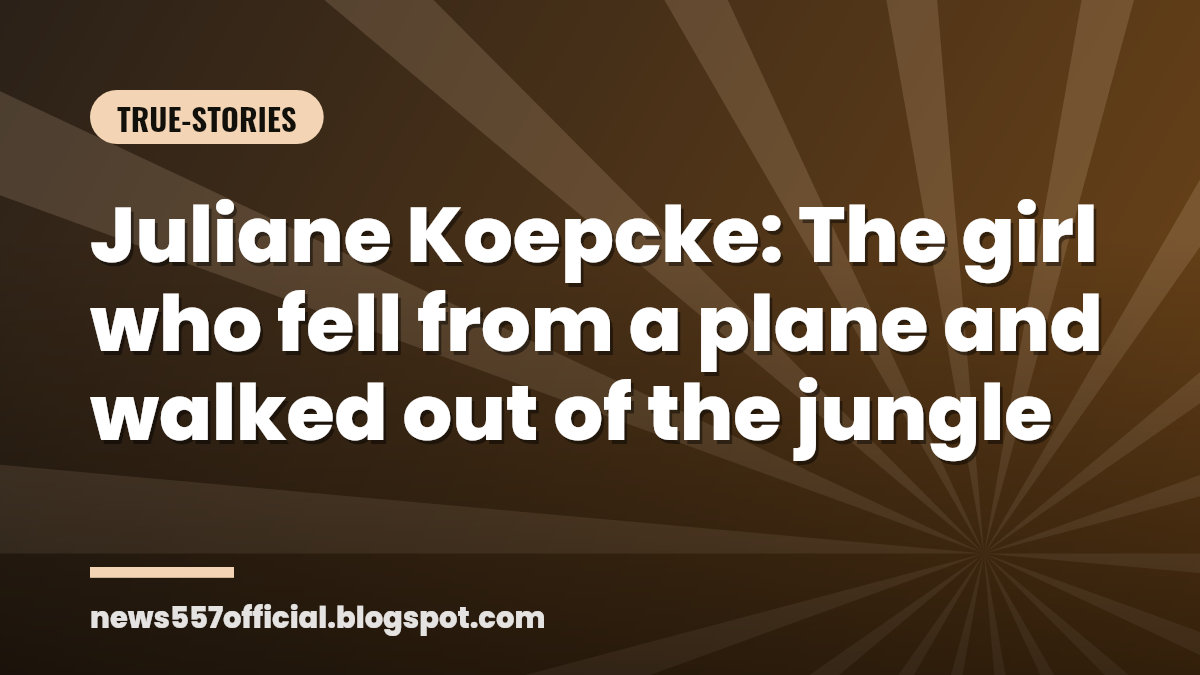 TRUE-STORIES
Juliane Koepcke: The girl
who fell from a plane and
walked out of the jungle
news557official.blogspot.com